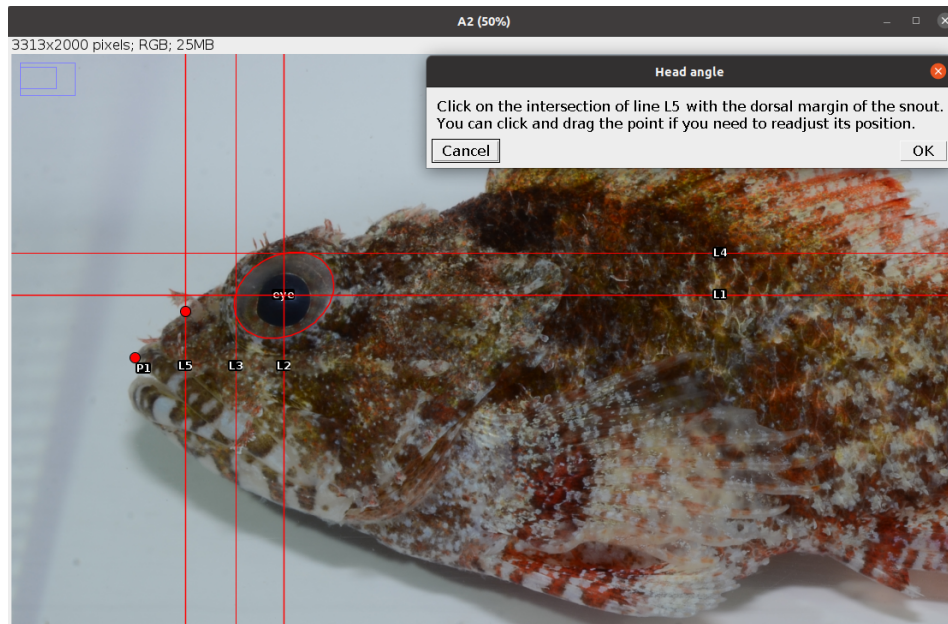 A2 (50%)
3313x2000 pixels; RGB; 25MB
Head angle
Click on the intersection of line L5 with the dorsal margin of the snout.
You can click and drag the point if you need to readjust its position.
Cancel
OK
L4
eye
L1
P1
L5
L3
L2